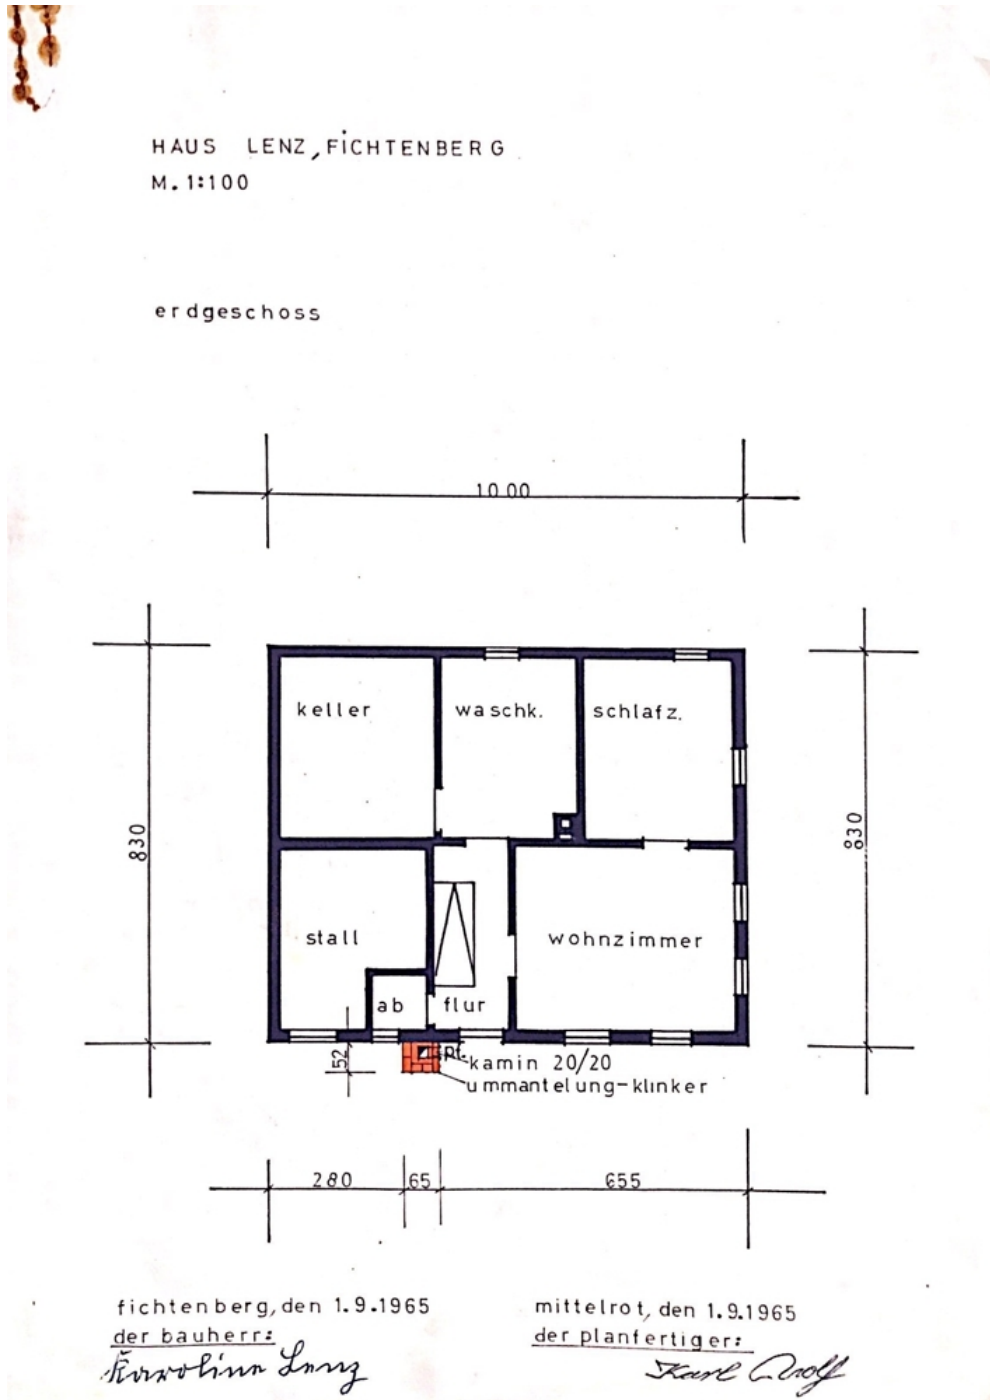 HAUS LENZ, FiCHTENBERG
M. 1:100
erdgeschoss
10 00
830
830
keller
waschk.
schlafz.
stall
ab
flur
wohnzimmer
52
pf.
kamin 20/20
ummantelung-klinker
280
65
655
fichtenberg, den 1.9.1965
der bauherr:
Karoline Lenz
mittelrot, den 1.9.1965
der planfertiger:
Karl